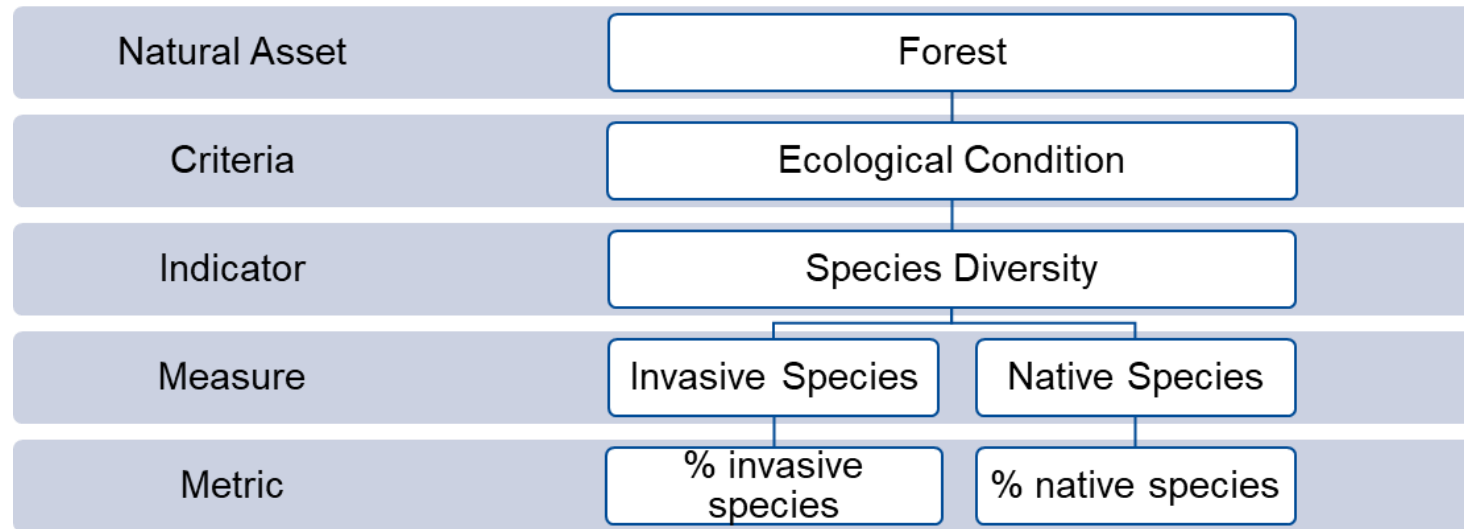 Natural Asset
Forest
Criteria
Ecological Condition
Indicator
Species Diversity
Measure
Invasive Species
Native Species
Metric
% invasive
species
% native species